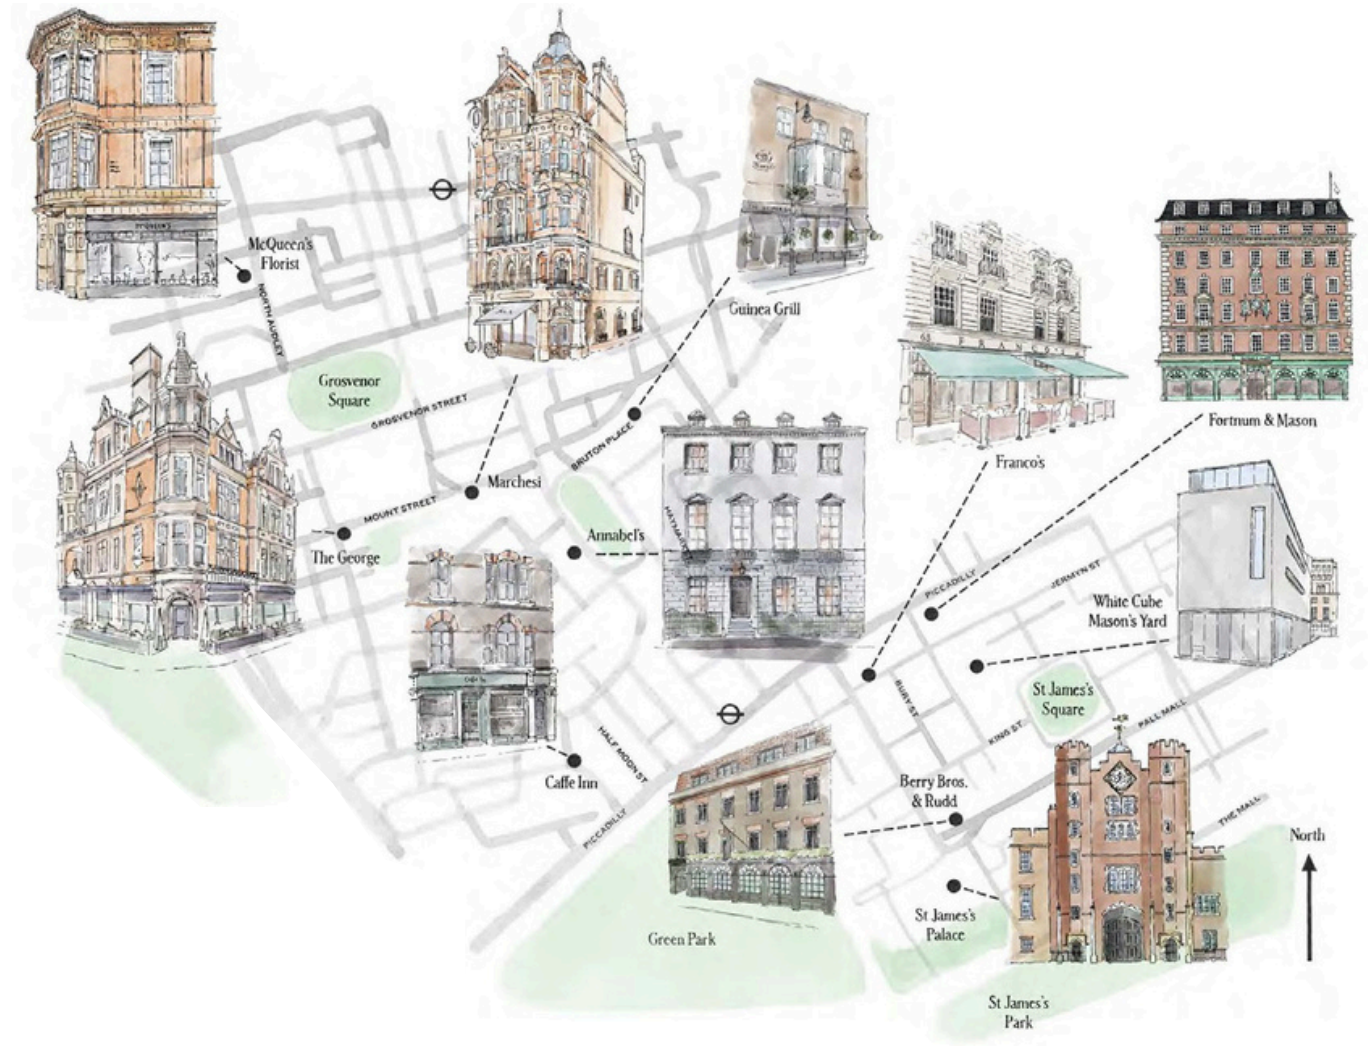 McQueen's
Florist
NORTH AUDLEY
Guinea Grill
Grosvenor
Square
GROSVENOR STREET
BRUTON PLACE
Marchesi
MOUNT STREET
The George
Annabel's
HAYMA
FRANCO
Franco's
Fortnum & Mason
PICCADILLY
JERMYN ST
White Cube
Mason's Yard
St James's
Square
BURY ST
KING ST.
PALL MALL
HALF MOON ST
Caffe Inn
PICCADILLY
Berry Bros.
& Rudd
THE MALL
North
St James's
Palace
Green Park
St James's
Park